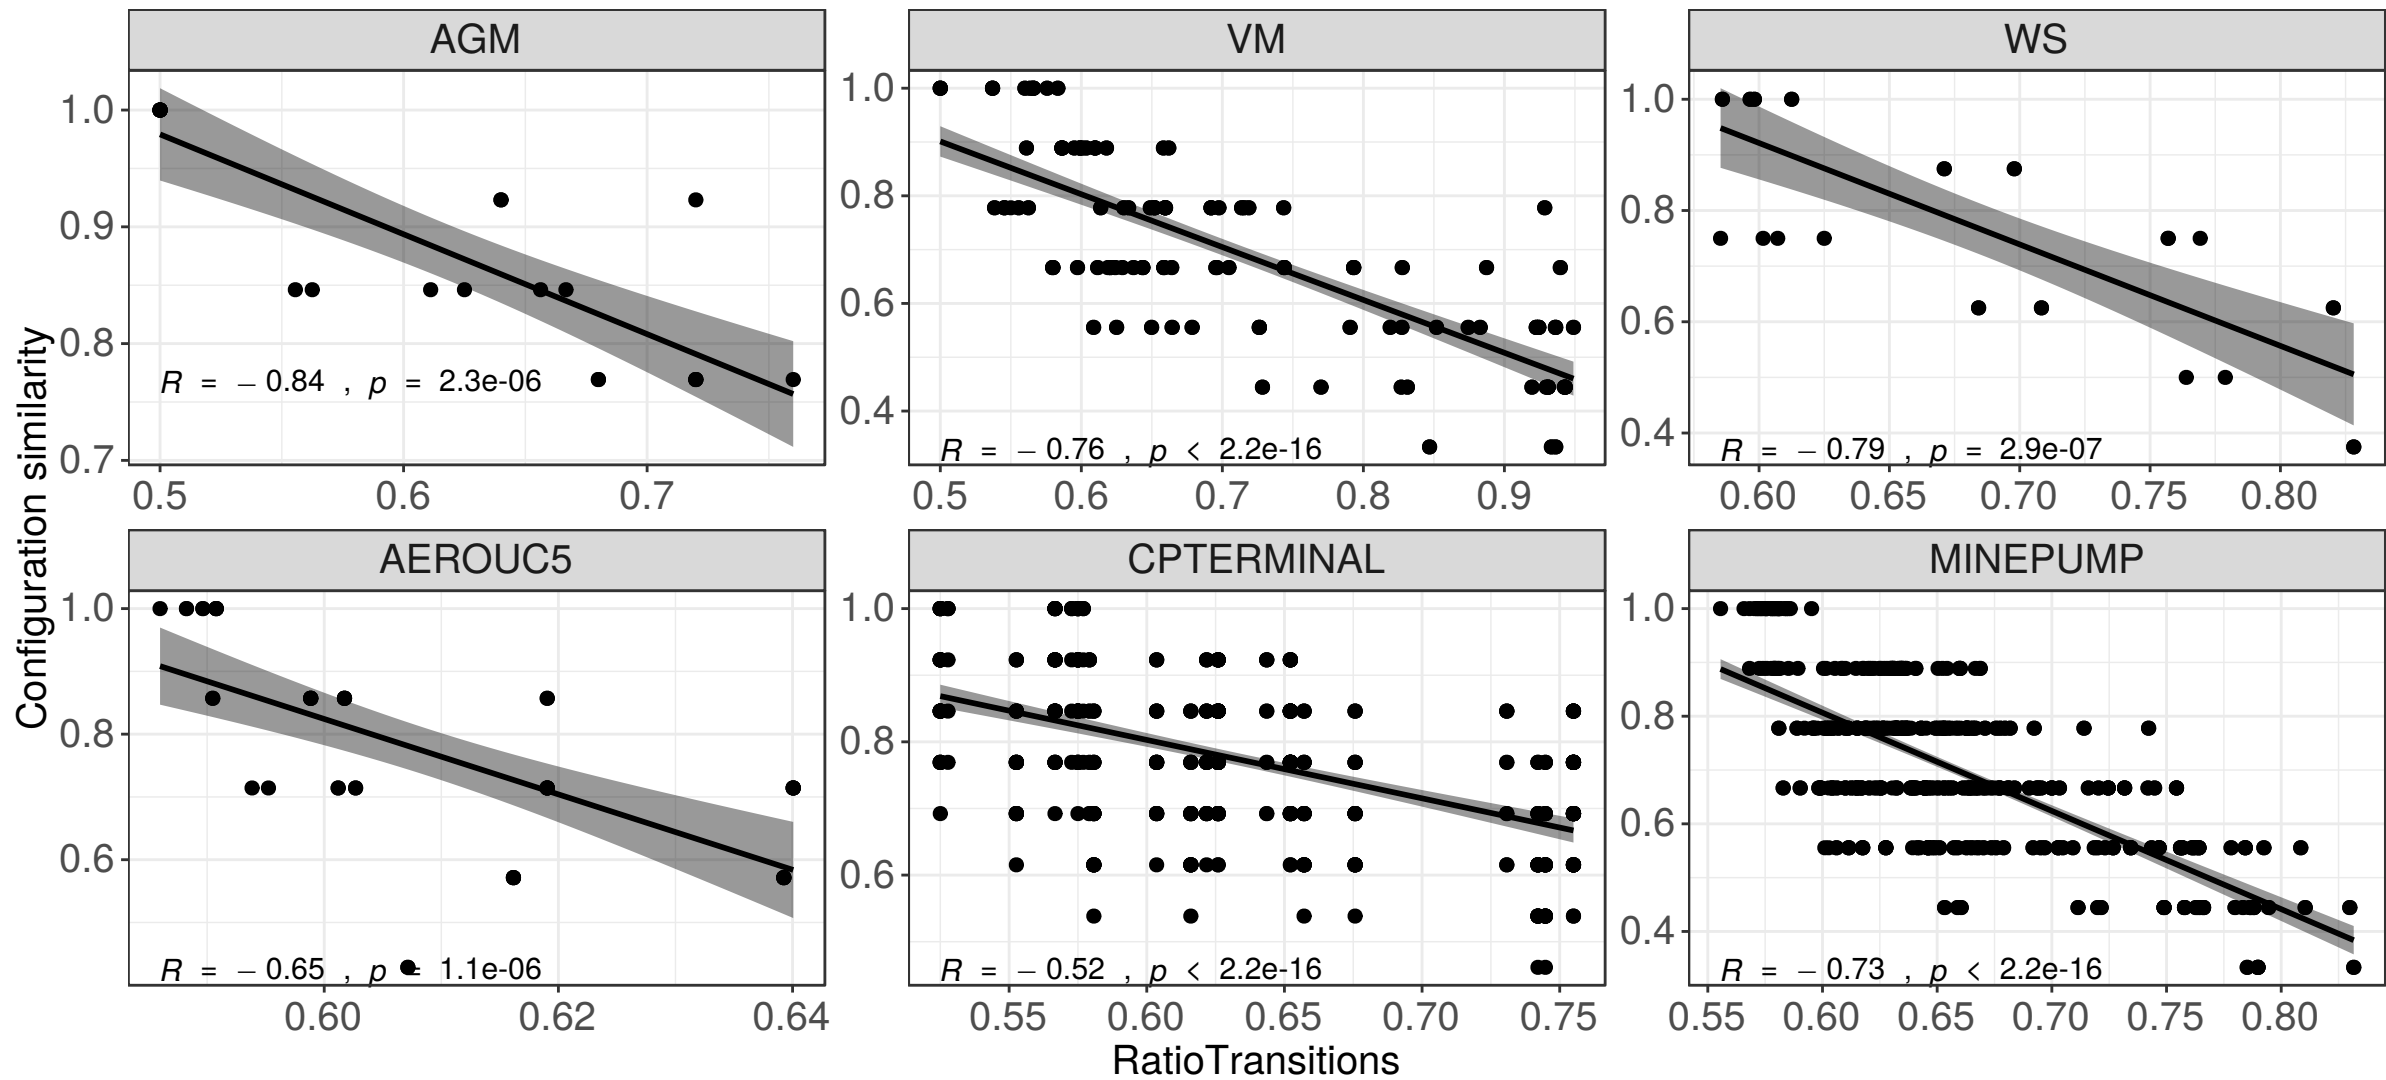 AGM
VM
WS
1.0
0.9
0.8
0.7
R = − 0.84 , p = 2.3e-06
0.5 0.6 0.7
1.0
0.8
0.6
0.4
R = − 0.76 , p < 2.2e-16
0.5 0.6 0.7 0.8 0.9
1.0
0.8
0.6
0.4
R = − 0.79 , p = 2.9e-07
0.60 0.65 0.70 0.75 0.80
Configuration similarity
AEROUC5
CPTERMINAL
MINEPUMP
1.0
0.8
0.6
R = − 0.65 , p = 1.1e-06
0.60 0.62 0.64
1.0
0.8
0.6
R = − 0.52 , p < 2.2e-16
0.55 0.60 0.65 0.70 0.75
1.0
0.8
0.6
0.4
R = − 0.73 , p < 2.2e-16
0.55 0.60 0.65 0.70 0.75 0.80
RatioTransitions